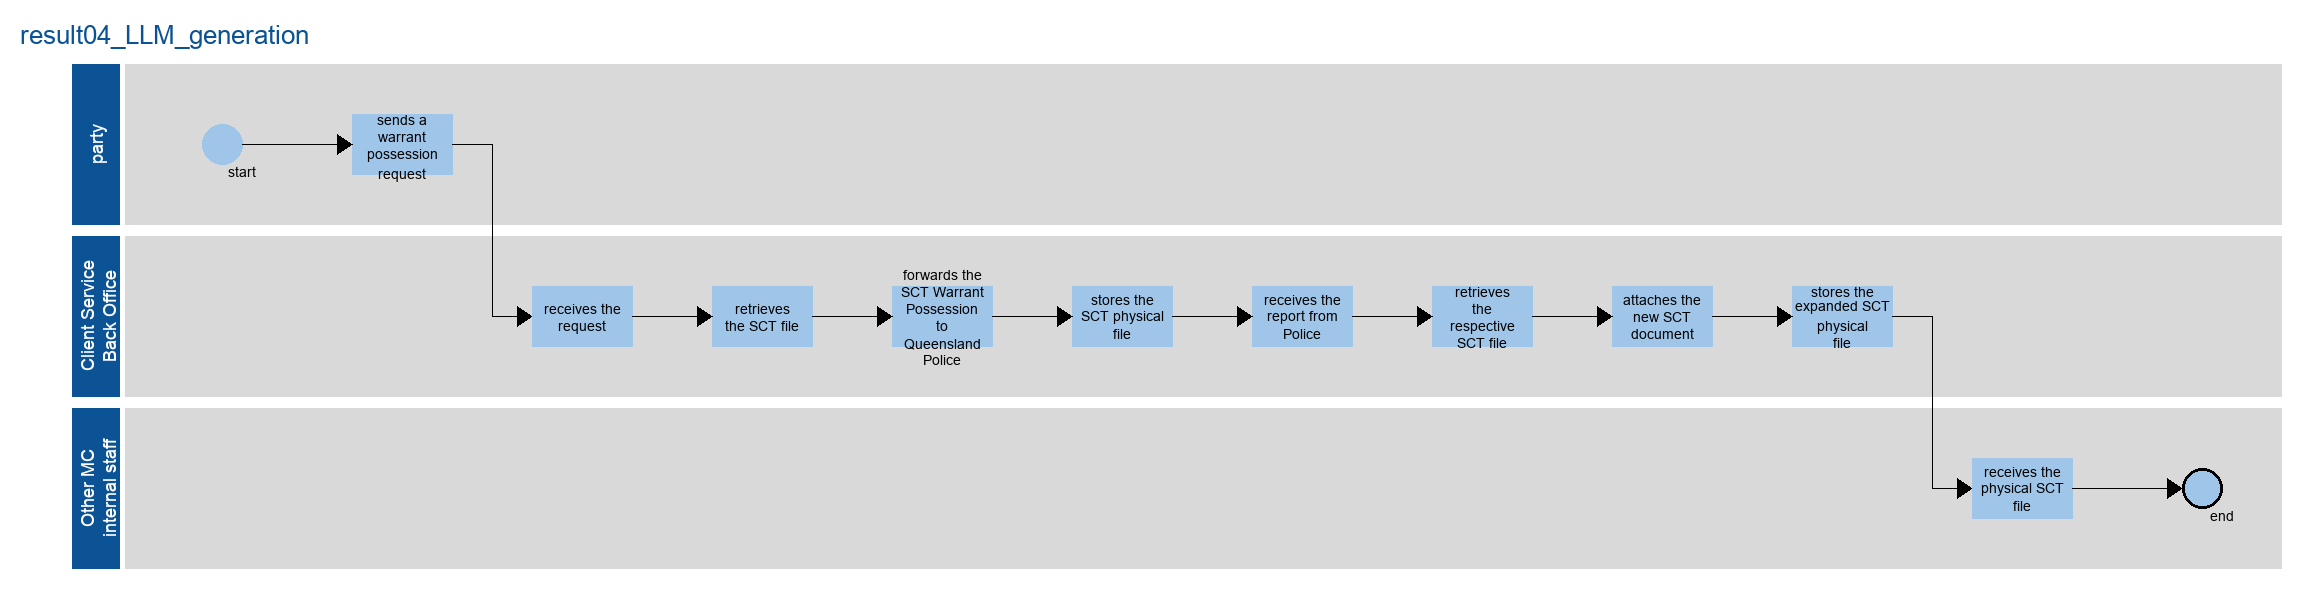 result04_LLM_generation
party
start
sends a
warrant
possession
request
Client Service
Back Office
receives the
request
retrieves
the SCT file
forwards the
SCT Warrant
Possession
to
Queensland
Police
stores the
SCT physical
file
receives the
report from
Police
retrieves
the
respective
SCT file
attaches the
new SCT
document
stores the
expanded SCT
physical
file
Other MC
internal staff
receives the
physical SCT
file
end